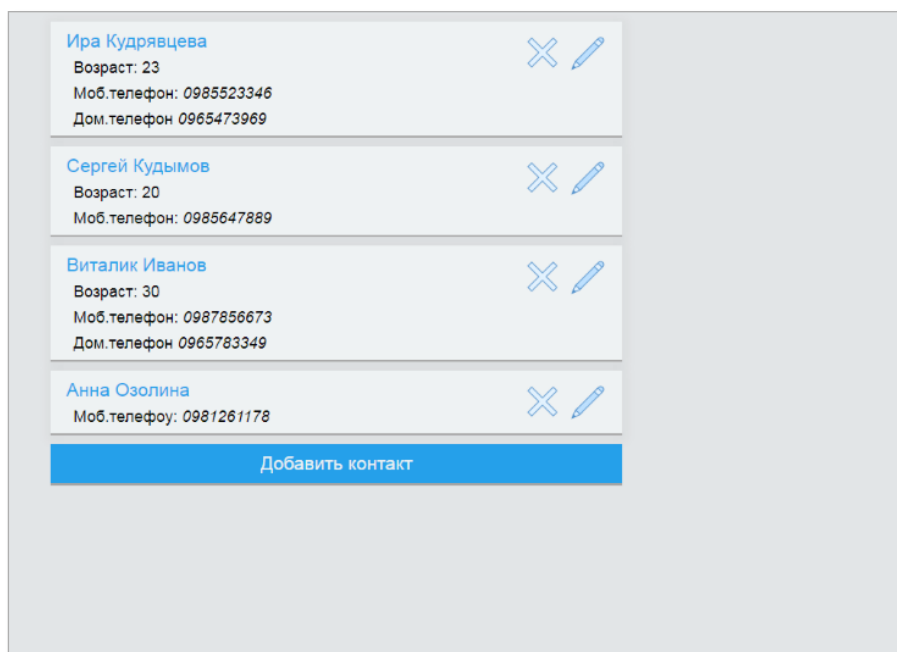 Ира Кудрявцева
Возраст: 23
Моб.телефон: 0985523346
Дом.телефон 0965473969
Сергей Кудымов
Возраст: 20
Моб.телефон: 0985647889
Виталик Иванов
Возраст: 30
Моб.телефон: 0987856673
Дом.телефон 0965783349
Анна Озолина
Моб.телефоу: 0981261178
Добавить контакт